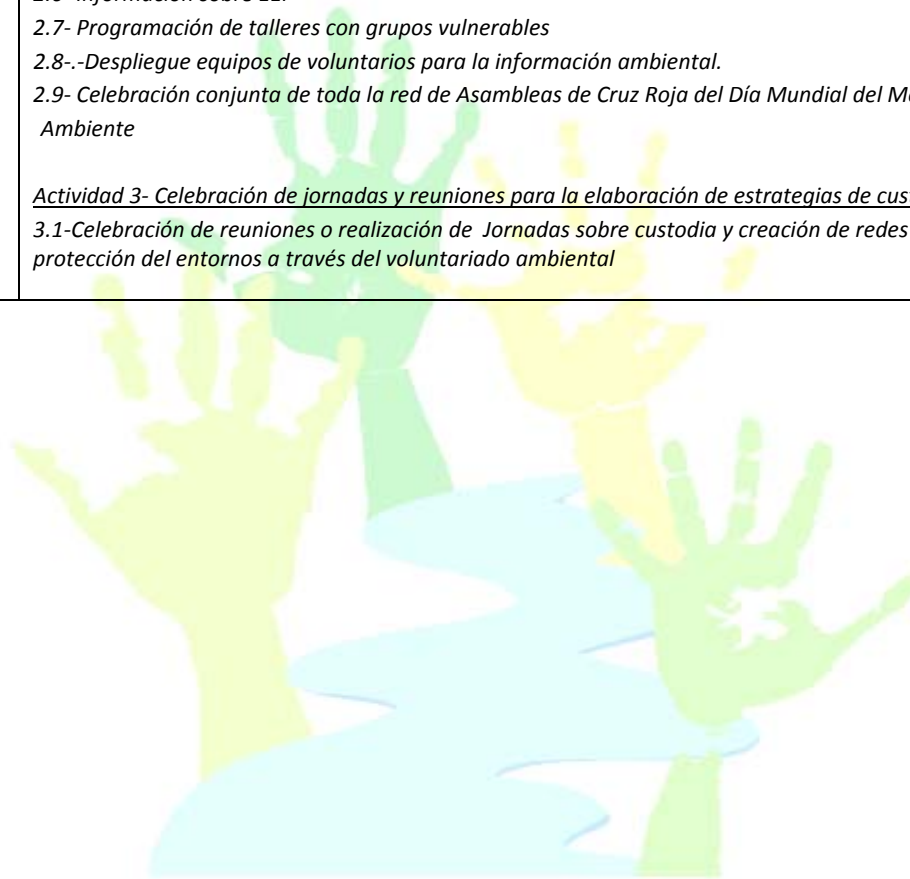 2.7- Programación de talleres con grupos vulnerables
2.8-.-Despliegue equipos de voluntarios para la información ambiental.
2.9- Celebración conjunta de toda la red de Asambleas de Cruz Roja del Día Mundial del
Ambiente
Actividad 3- Celebración de jornadas y reuniones para la elaboración de estrategias de
3.1-Celebración de reuniones o realización de Jornadas sobre custodia y creación de redes
protección del entornos a través del voluntariado ambiental